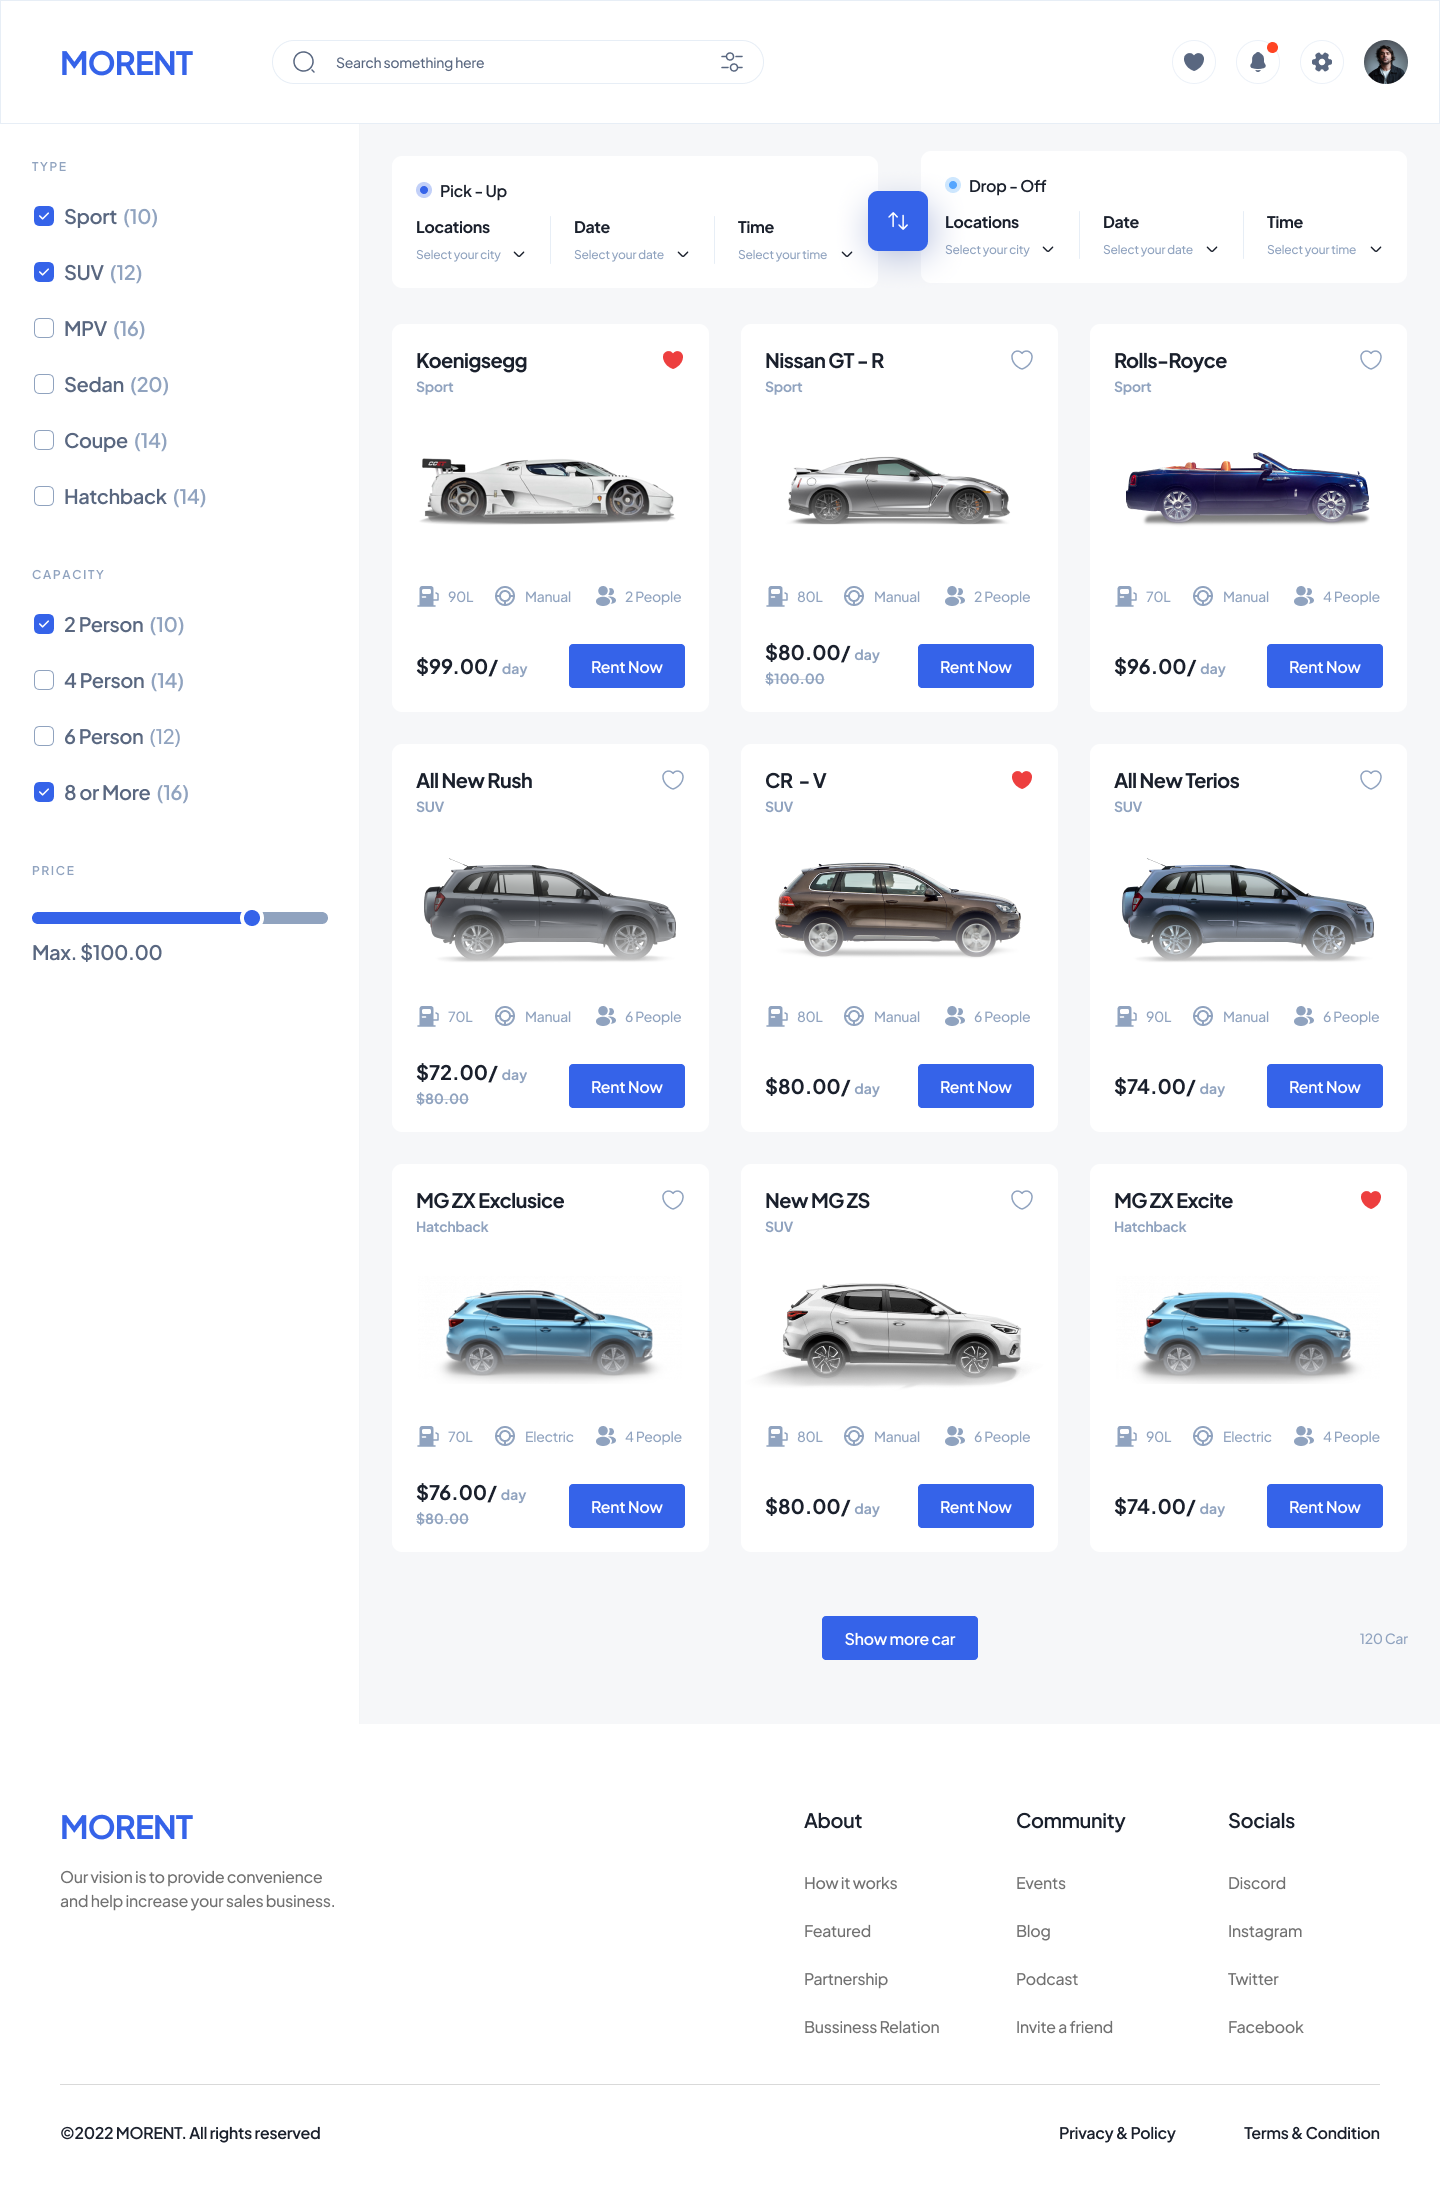 MORENT
Search something here
TYPE
Sport (10)
SUV (12)
MPV (16)
Sedan (20)
Coupe (14)
Hatchback (14)
CAPACITY
2 Person (10)
4 Person (14)
6 Person (12)
8 or More (16)
PRICE
Max. $100.00
Pick - Up
Locations Date Time
Select your city Select your date Select your time
Drop - Off
Locations Date Time
Select your city Select your date Select your time
Koenigsegg
Sport
90L Manual 2 People
$99.00/ day
Rent Now
Nissan GT - R
Sport
80L Manual 2 People
$80.00/ day
$100.00
Rent Now
Rolls-Royce
Sport
70L Manual 4 People
$96.00/ day
Rent Now
All New Rush
SUV
70L Manual 6 People
$72.00/ day
$80.00
Rent Now
CR - V
SUV
80L Manual 6 People
$80.00/ day
Rent Now
All New Terios
SUV
90L Manual 6 People
$74.00/ day
Rent Now
MG ZX Exclusice
Hatchback
70L Electric 4 People
$76.00/ day
$80.00
Rent Now
New MG ZS
SUV
80L Manual 6 People
$80.00/ day
Rent Now
MG ZX Excite
Hatchback
90L Electric 4 People
$74.00/ day
Rent Now
Show more car
120 Car
MORENT
Our vision is to provide convenience
and help increase your sales business.
About
How it works
Featured
Partnership
Bussiness Relation
Community
Events
Blog
Podcast
Invite a friend
Socials
Discord
Instagram
Twitter
Facebook
©2022 MORENT. All rights reserved
Privacy & Policy
Terms & Condition